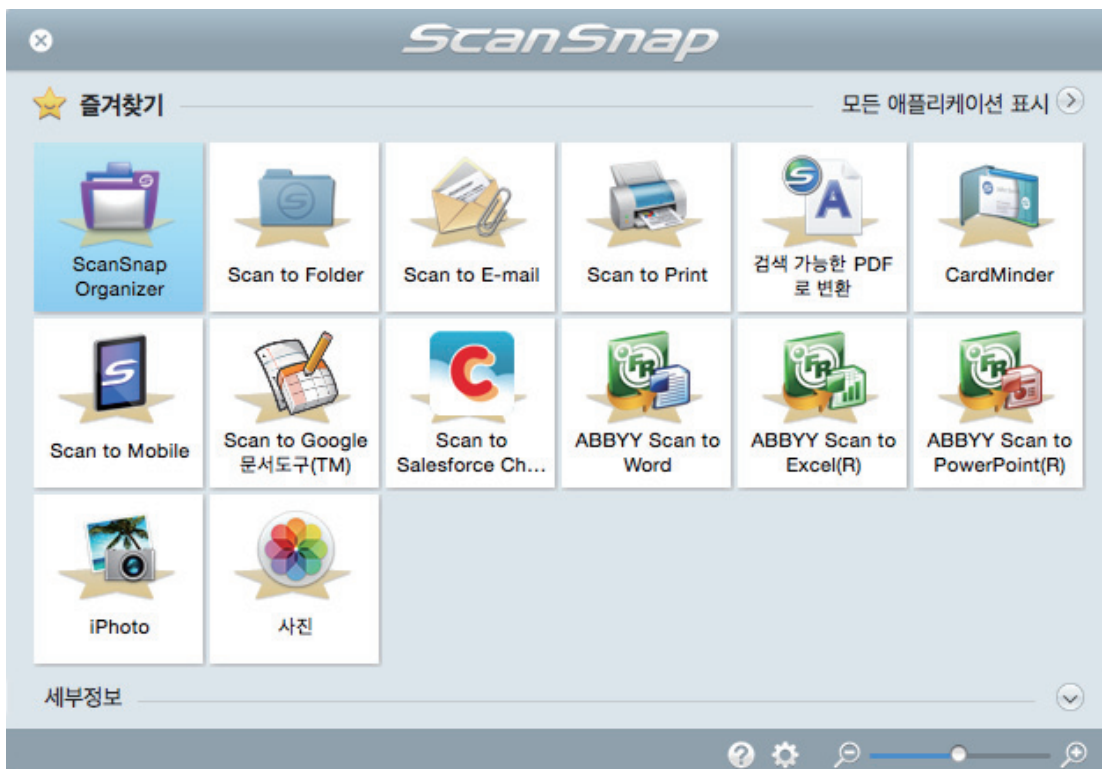 ScanSnap
즐겨찾기
모든 애플리케이션 표시
ScanSnap
Organizer
Scan to Folder
Scan to E-mail
Scan to Print
검색 가능한 PDF
로 변환
CardMinder
Scan to Mobile
Scan to Google
문서도구(TM)
Scan to
Salesforce Ch...
ABBYY Scan to
Word
ABBYY Scan to
Excel(R)
ABBYY Scan to
PowerPoint(R)
iPhoto
사진
세부정보